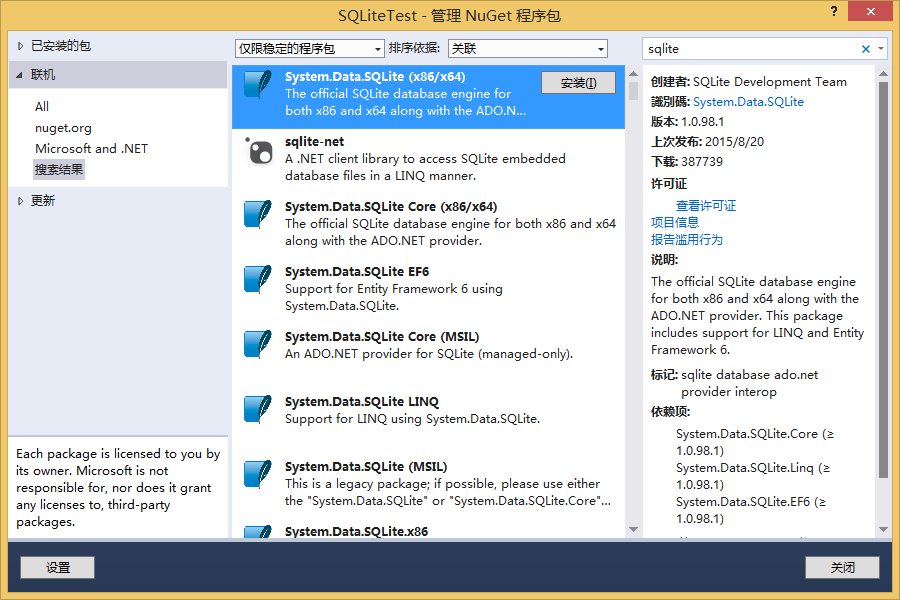 SQLiteTest - 管理 NuGet 程序包
?
已安装的包
联机
All
nuget.org
Microsoft and .NET
搜索结果
更新
Each package is licensed to you by
its owner. Microsoft is not
responsible for, nor does it grant
any licenses to, third-party
packages.
仅限稳定的程序包
排序依据:
关联
System.Data.SQLite (x86/x64)
The official SQLite database engine for
both x86 and x64 along with the ADO.N...
安装(I)
sqlite-net
A .NET client library to access SQLite embedded
database files in a LINQ manner.
System.Data.SQLite Core (x86/x64)
The official SQLite database engine for both x86 and x64
along with the ADO.NET provider.
System.Data.SQLite EF6
Support for Entity Framework 6 using
System.Data.SQLite.
System.Data.SQLite Core (MSIL)
An ADO.NET provider for SQLite (managed-only).
System.Data.SQLite LINQ
Support for LINQ using System.Data.SQLite.
System.Data.SQLite (MSIL)
This is a legacy package; if possible, please use either
the "System.Data.SQLite" or "System.Data.SQLite.Core"...
System.Data.SQLite.x86
sqlite
创建者: SQLite Development Team
識別碼: System.Data.SQLite
版本: 1.0.98.1
上次发布: 2015/8/20
下载: 387739
许可证
查看许可证
项目信息
报告滥用行为
说明:
The official SQLite database engine
for both x86 and x64 along with the
ADO.NET provider. This package
includes support for LINQ and Entity
Framework 6.
标记: sqlite database ado.net
provider interop
依赖项:
System.Data.SQLite.Core (≥
1.0.98.1)
System.Data.SQLite.Linq (≥
1.0.98.1)
System.Data.SQLite.EF6 (≥
1.0.98.1)
设置
关闭